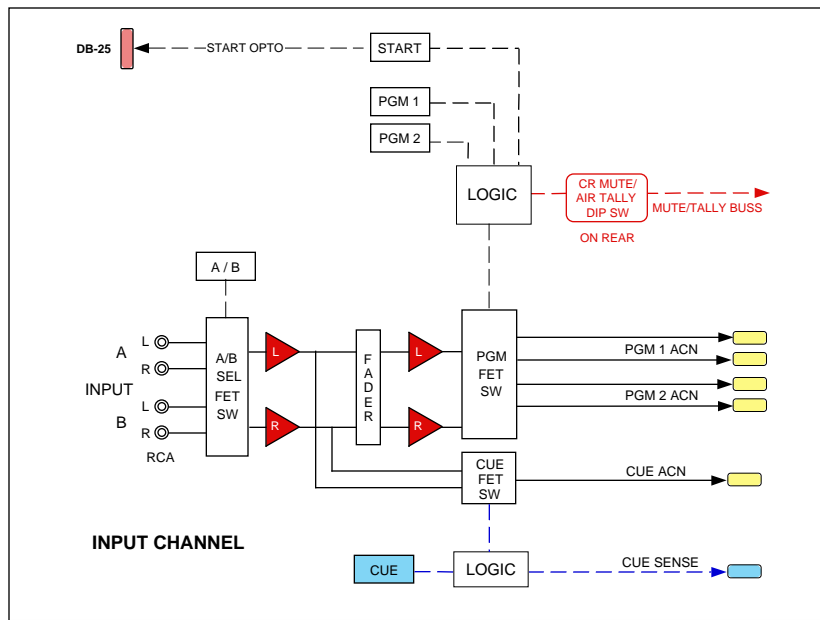 DB-25
START OPTO
START
PGM 1
PGM 2
LOGIC
CR MUTE/
AIR TALLY
DIP SW
MUTE/TALLY BUSS
ON REAR
A / B
A
L
R
INPUT
B
L
R
RCA
A/B
SEL
FET
SW
L
R
FADER
L
R
PGM
FET
SW
PGM 1 ACN
PGM 2 ACN
CUE
FET
SW
CUE ACN
INPUT CHANNEL
CUE
LOGIC
CUE SENSE